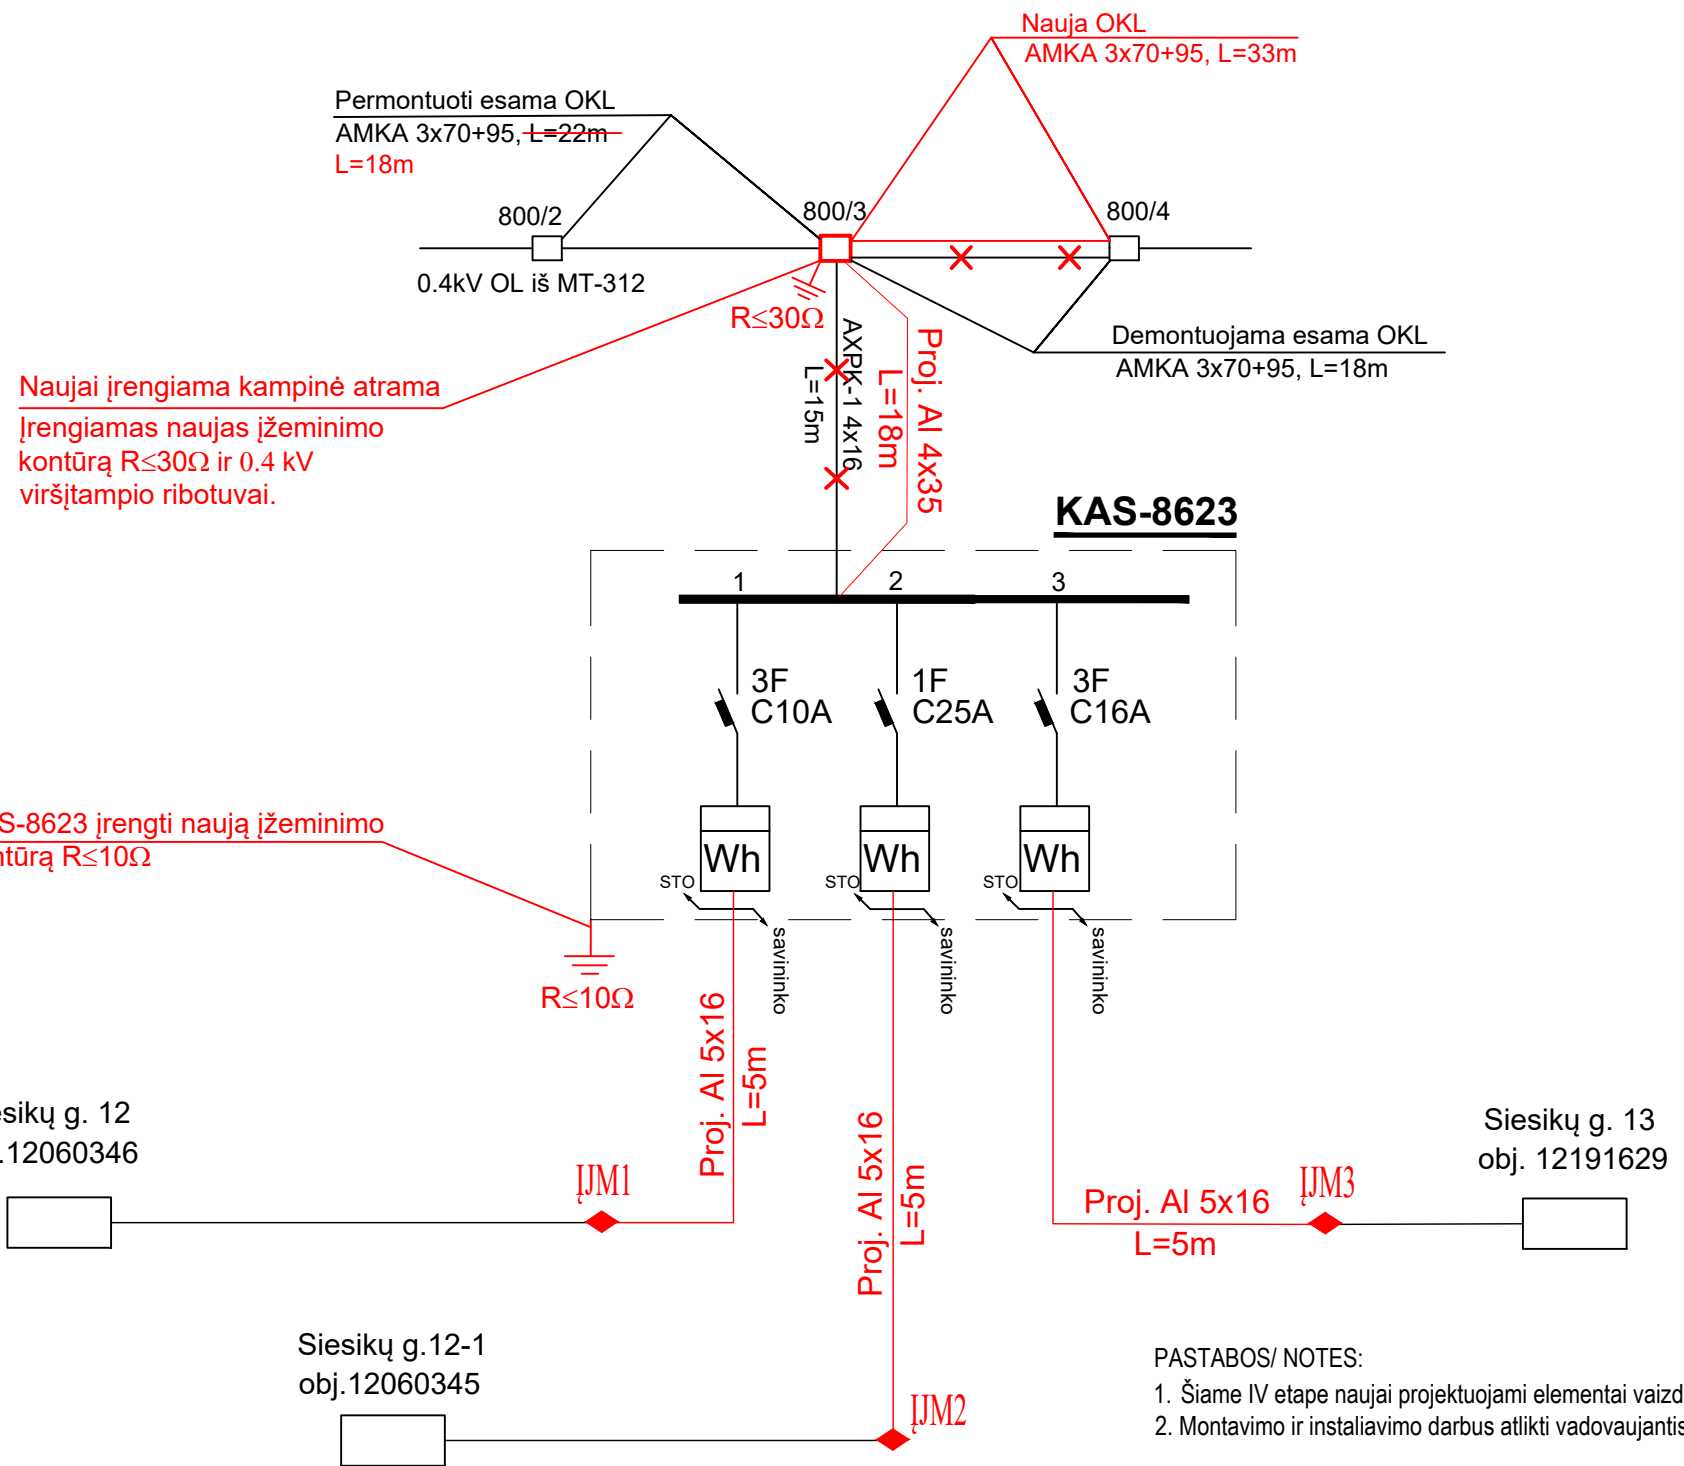 Nauja OKL
AMKA 3x70+95, L=33m
Permontuoti esama OKL
AMKA 3x70+95, L=22m
L=18m
800/2
800/3
800/4
0.4kV OL iš MT-312
R≤30Ω
Demontuojama esama OKL
AMKA 3x70+95, L=18m
AXPK-1 4x16
L=15m
Proj. Al 4x35
L=18m
Naujai įrengiama kampinė atrama
Įrengiamas naujas įžeminimo
kontūrą R≤30Ω ir 0.4 kV
viršįtampio ribotuvai.
KAS-8623
1
2
3
3F
C10A
1F
C25A
3F
C16A
S-8623 įrengti naują įžeminimo
ntūrą R≤10Ω
Wh
Wh
Wh
STO
STO
STO
savininko
savininko
savininko
R≤10Ω
Proj. Al 5x16
L=5m
Proj. Al 5x16
L=5m
Proj. Al 5x16
L=5m
esikų g. 12
.12060346
ĮJM1
ĮJM3
Siesikų g. 13
obj. 12191629
Siesikų g.12-1
obj.12060345
ĮJM2
PASTABOS/ NOTES:
1. Šiame IV etape naujai projektuojami elementai vaizd
2. Montavimo ir instaliavimo darbus atlikti vadovaujantis